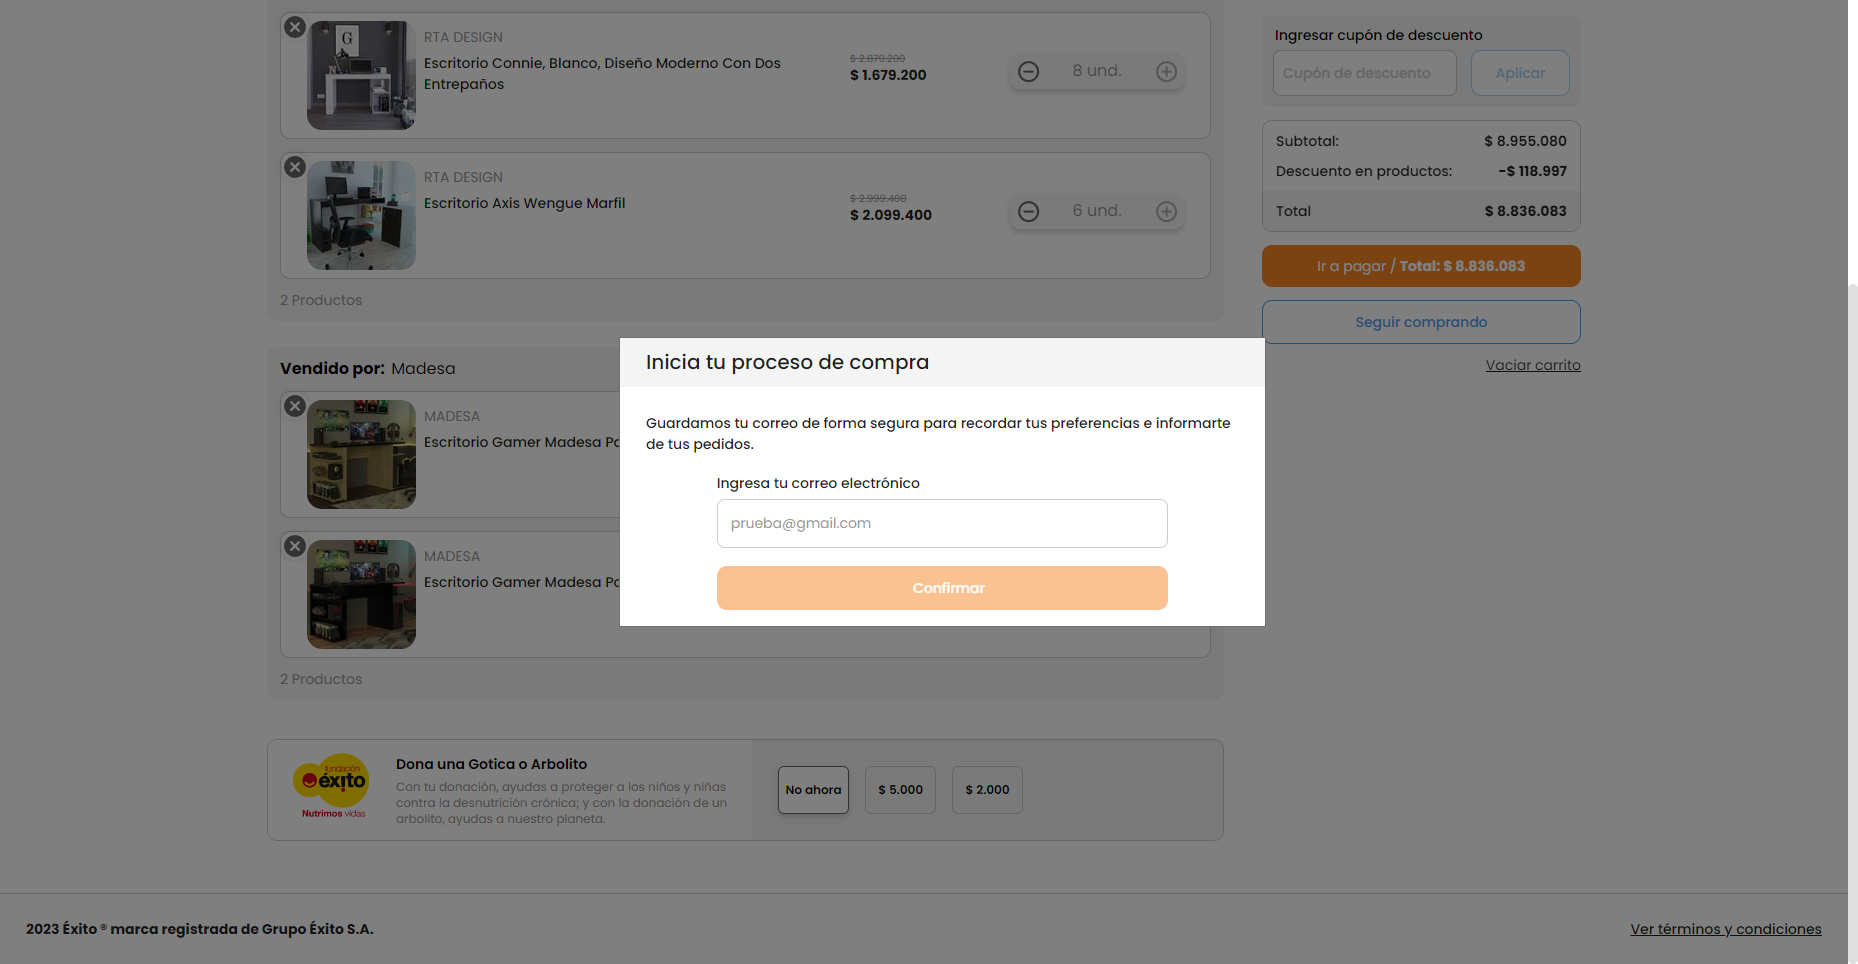 RTA DESIGN
Escritorio Connie, Blanco, Diseño Moderno Con Dos
Entrepaños
$ 2.879.200
$ 1.679.200
8 und.
G
RTA DESIGN
Escritorio Axis Wengue Marfil
$ 2.999.400
$ 2.099.400
6 und.
2 Productos
Vendido por: Madesa
MADESA
Escritorio Gamer Madesa
MADESA
Escritorio Gamer Madesa
2 Productos
Ingresar cupón de descuento
Cupón de descuento
Aplicar
Subtotal: $ 8.955.080
Descuento en productos: -$ 118.997
Total $ 8.836.083
Ir a pagar / Total: $ 8.836.083
Seguir comprando
Vaciar carrito
Inicia tu proceso de compra
Guardamos tu correo de forma segura para recordar tus preferencias e informarte
de tus pedidos.
Ingresa tu correo electrónico
prueba@gmail.com
Confirmar
fundación
éxito
Nutrimos vidas
Dona una Gotica o Arbolito
Con tu donación, ayudas a proteger a los niños y niñas
contra la desnutrición crónica; y con la donación de un
arbolito, ayudas a nuestro planeta.
No ahora
$ 5.000
$ 2.000
2023 Éxito ® marca registrada de Grupo Éxito S.A.
Ver términos y condiciones